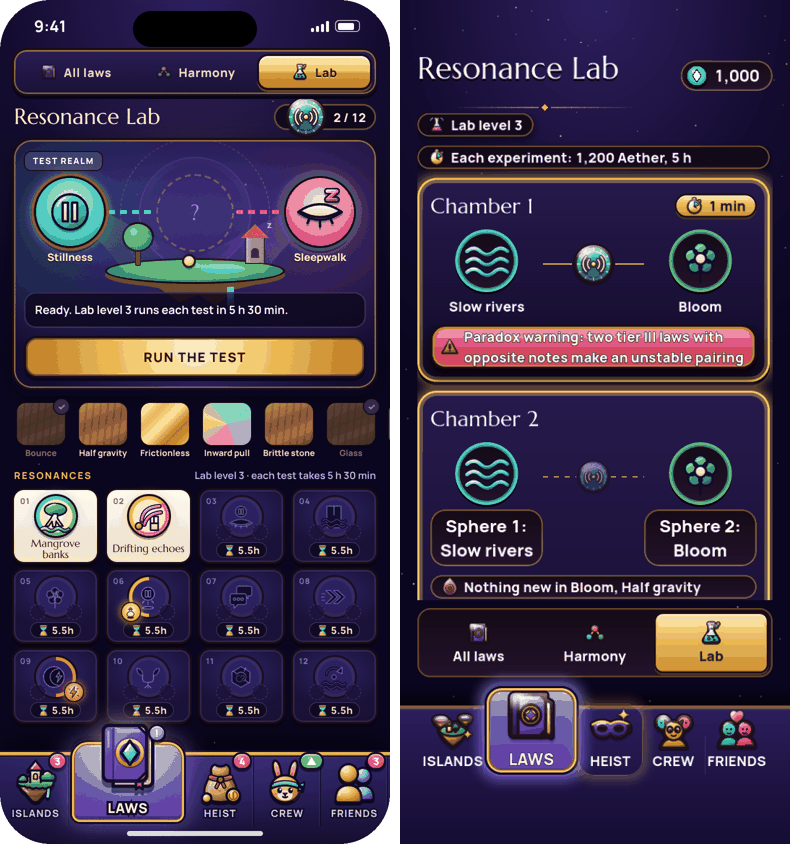 9:41
All laws
Harmony
Lab
Resonance Lab
2 / 12
TEST REALM
?
z
Stillness
Sleepwalk
Ready. Lab level 3 runs each test in 5 h 30 min.
RUN THE TEST
Bounce
Half gravity
Frictionless
Inward pull
Brittle stone
Glass
RESONANCES
Lab level 3 · each test takes 5 h 30 min
01
Mangrove
banks
02
Drifting echoes
03
5.5h
04
5.5h
05
5.5h
06
5.5h
07
5.5h
08
5.5h
09
5.5h
10
5.5h
11
5.5h
12
5.5h
3
ISLANDS
LAWS
4
HEIST
CREW
3
FRIENDS
Resonance Lab
1,000
Lab level 3
Each experiment: 1,200 Aether, 5 h
Chamber 1
1 min
Slow rivers
Bloom
Paradox warning: two tier III laws with
opposite notes make an unstable pairing
Chamber 2
Sphere 1:
Slow rivers
Sphere 2:
Bloom
Nothing new in Bloom, Half gravity
All laws
Harmony
Lab
ISLANDS
LAWS
HEIST
CREW
FRIENDS